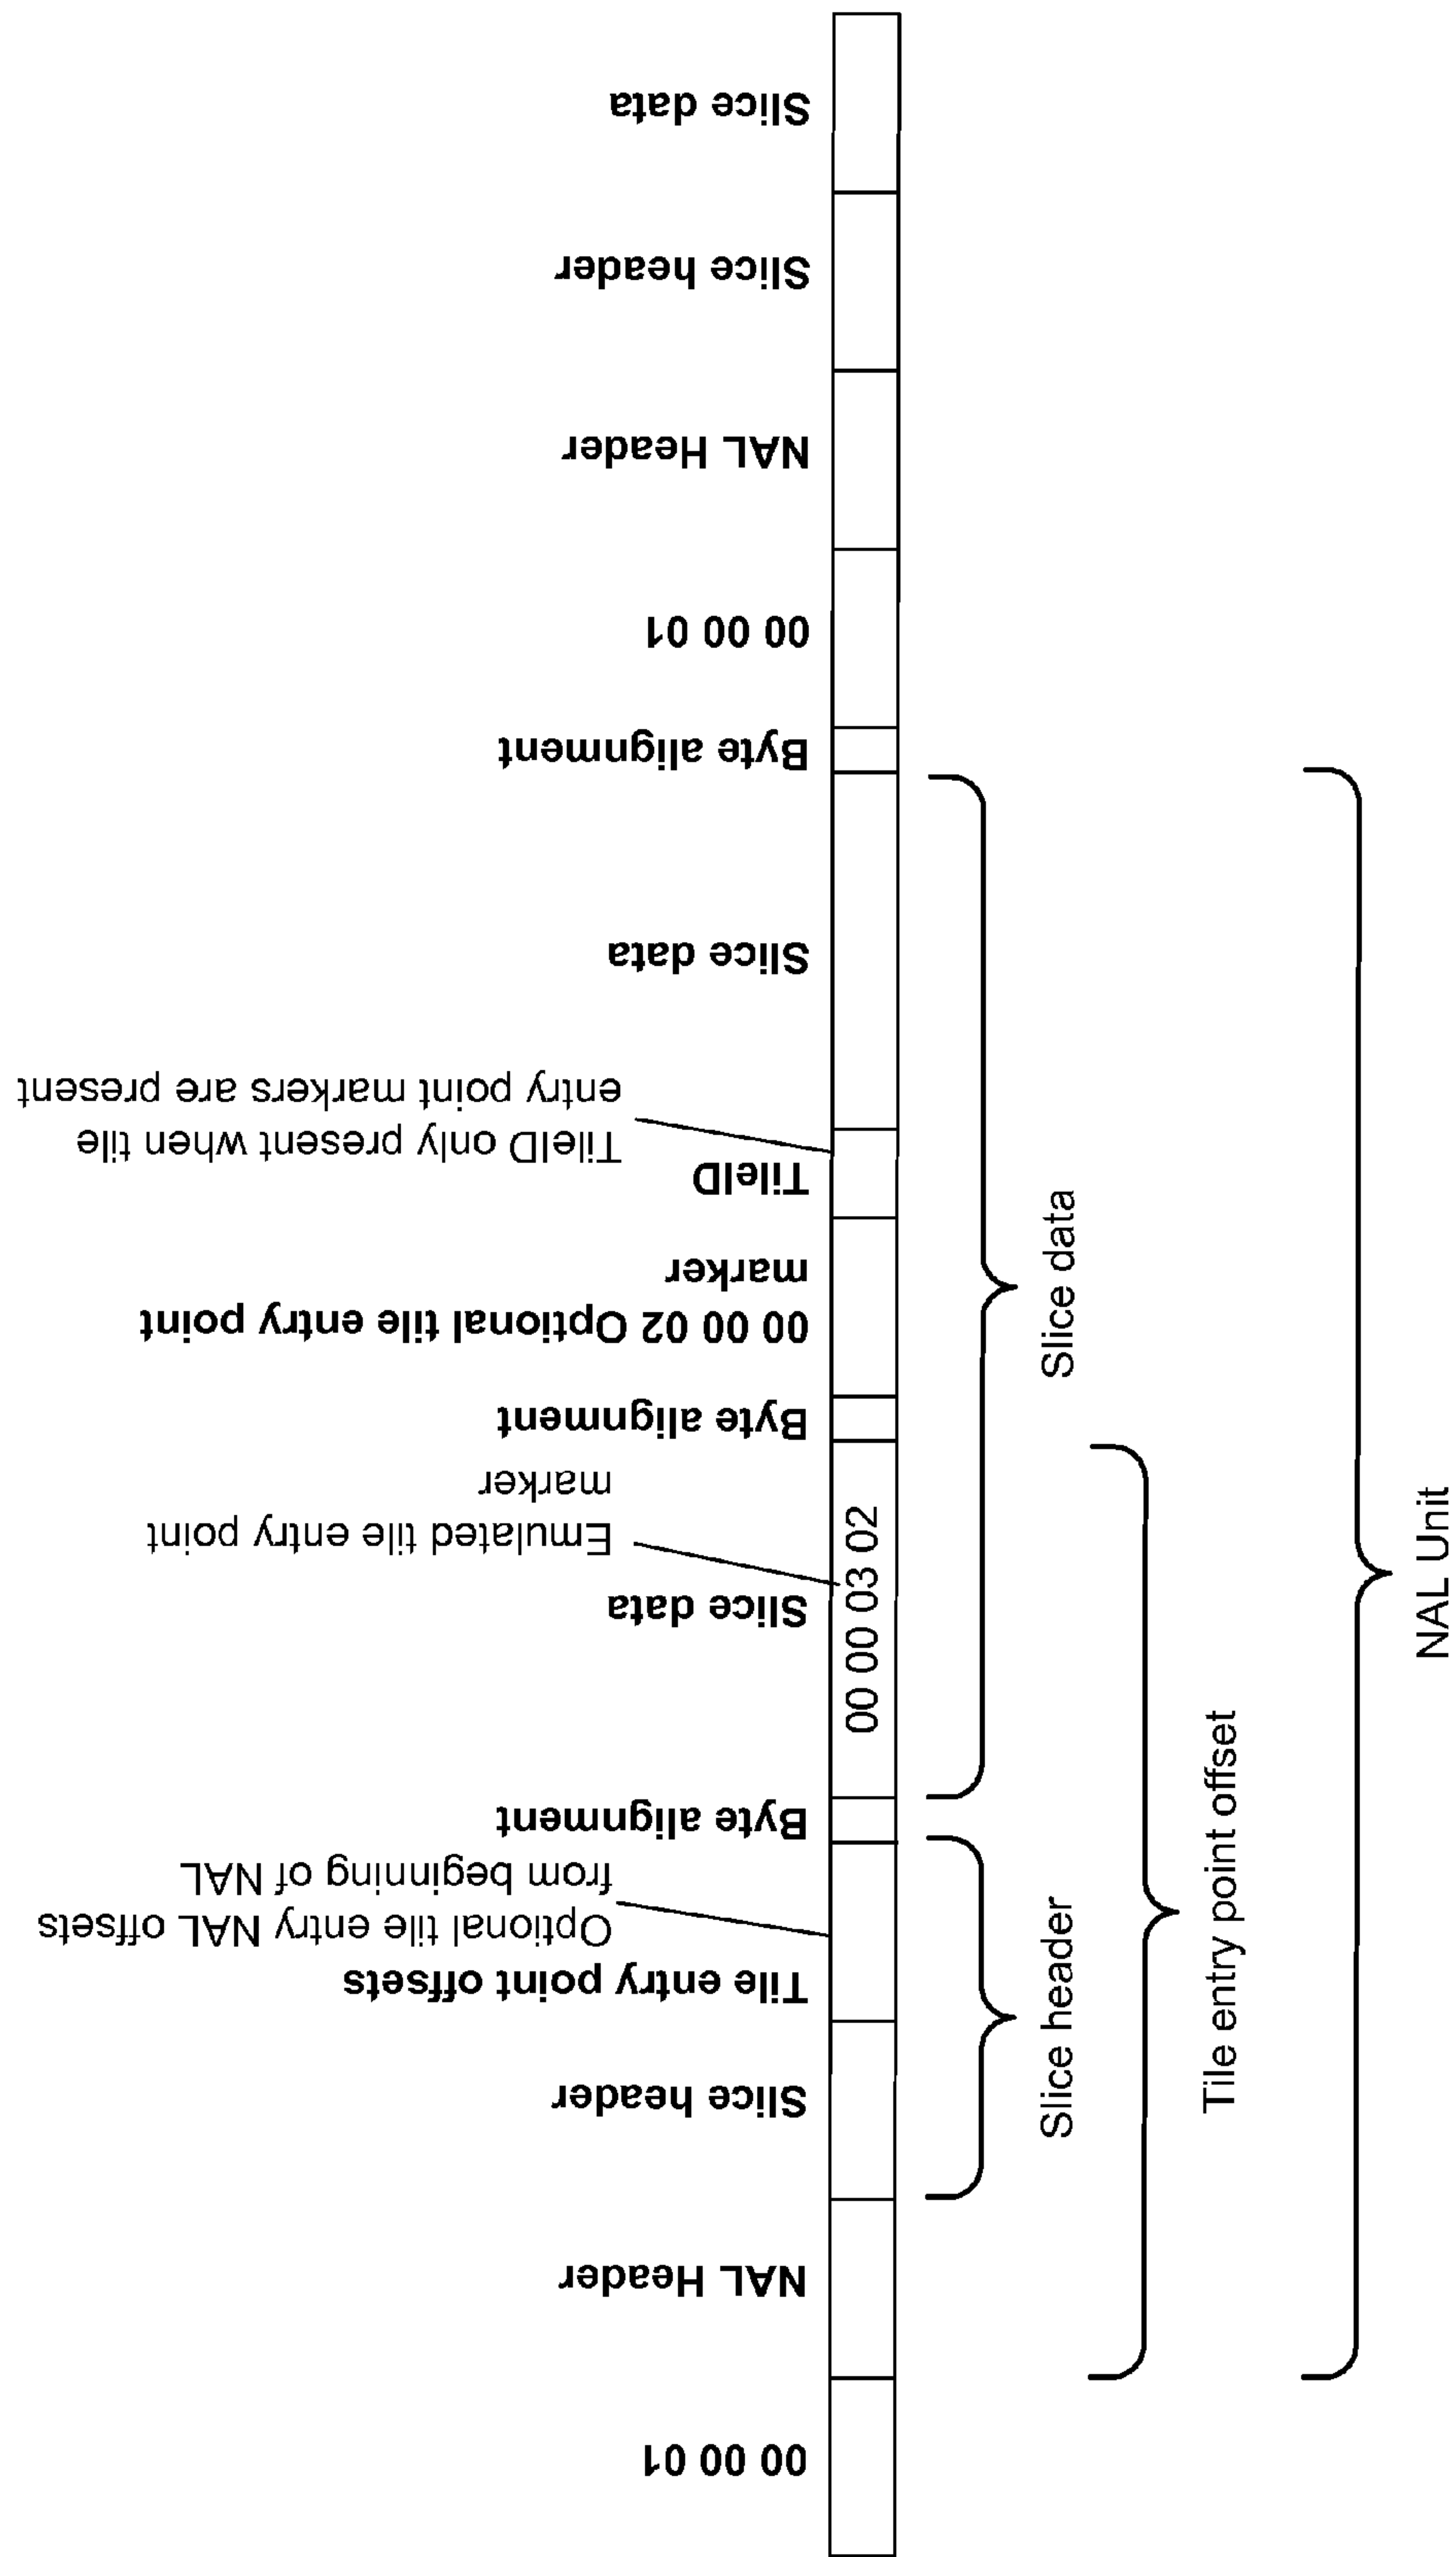 00 00 01
NAL Header
Slice header
Tile entry point offsets
Optional tile entry NAL offsets
from beginning of NAL
Byte alignment
Slice data
Emulated tile entry point
marker
00 00 03 02
Byte alignment
00 00 02 Optional tile entry point
marker
TileID
TileID only present when tile
entry point markers are present
Slice data
Byte alignment
00 00 01
NAL Header
Slice header
Slice data
Slice header
Slice data
Tile entry point offset
NAL Unit